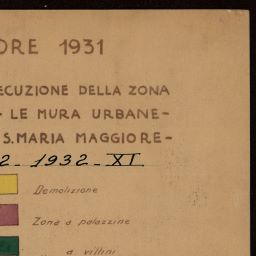 ORE 1931
ECUZIONE DELLA ZONA
- LE MURA URBANE-
S. MARIA MAGGIORE-
2. 1932-XI
Demolizione
Zona a palazzine
a villini